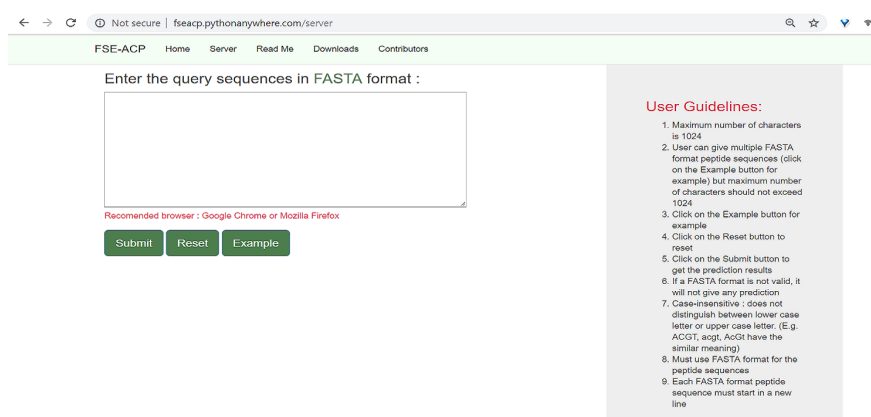 Not secure | fseacp.pythonanywhere.com/server
FSE-ACP Home Server Read Me Downloads Contributors
Enter the query sequences in FASTA format :
Recomended browser : Google Chrome or Mozilla Firefox
Submit Reset Example
User Guidelines:
1. Maximum number of characters
is 1024
2. User can give multiple FASTA
format peptide sequences (click
on the Example button for
example) but maximum number
of characters should not exceed
1024
3. Click on the Example button for
example
4. Click on the Reset button to
reset
5. Click on the Submit button to
get the prediction results
6. If a FASTA format is not valid, it
will not give any prediction
7. Case-insensitive : does not
distinguish between lower case
letter or upper case letter. (E.g.
ACGT, acgt, AcGt have the
similar meaning)
8. Must use FASTA format for the
peptide sequences
9. Each FASTA format peptide
sequence must start in a new
line